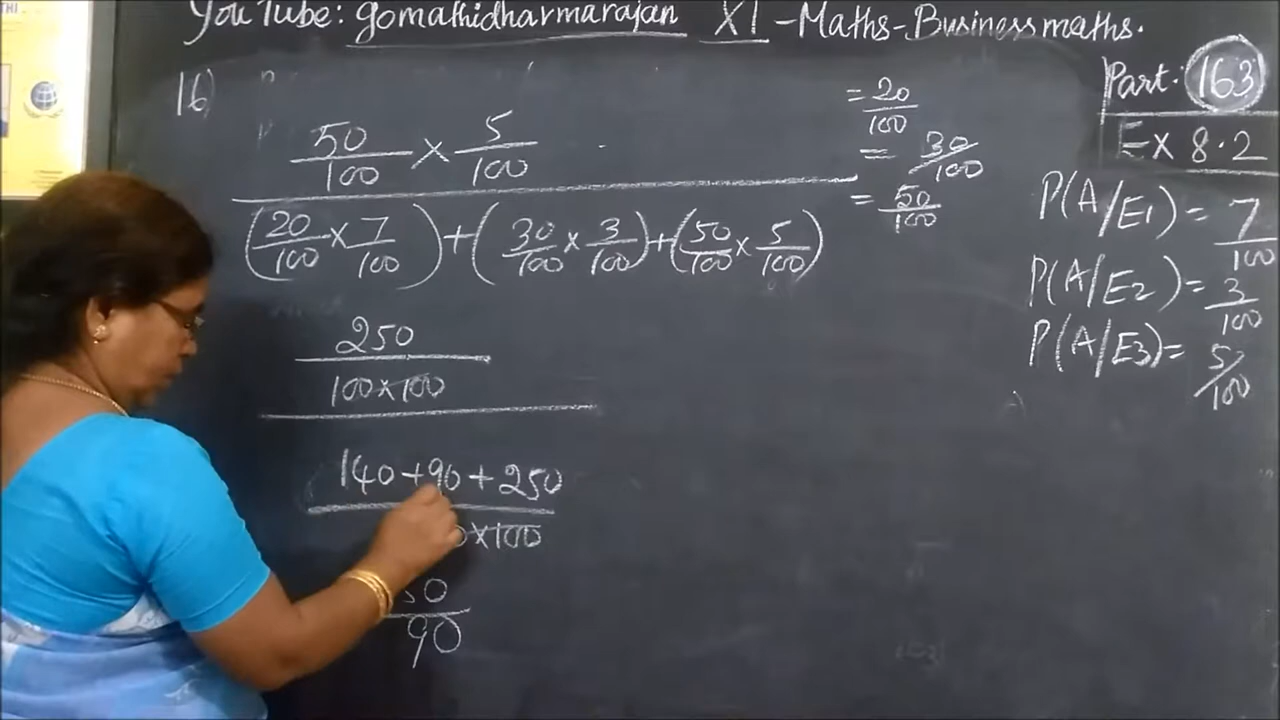 YouTube: gomathidharmarajan XI - Maths - Business maths.
Part: 163
Ex 8.2
16)
50/100 × 5/100
(20/100 × 7/100) + (30/100 × 3/100) + (50/100 × 5/100)
= 20/100
= 30/100
= 50/100
P(A/E1) = 7/100
P(A/E2) = 3/100
P(A/E3) = 5/100
250
100×100
140+90+250
×100
50
90